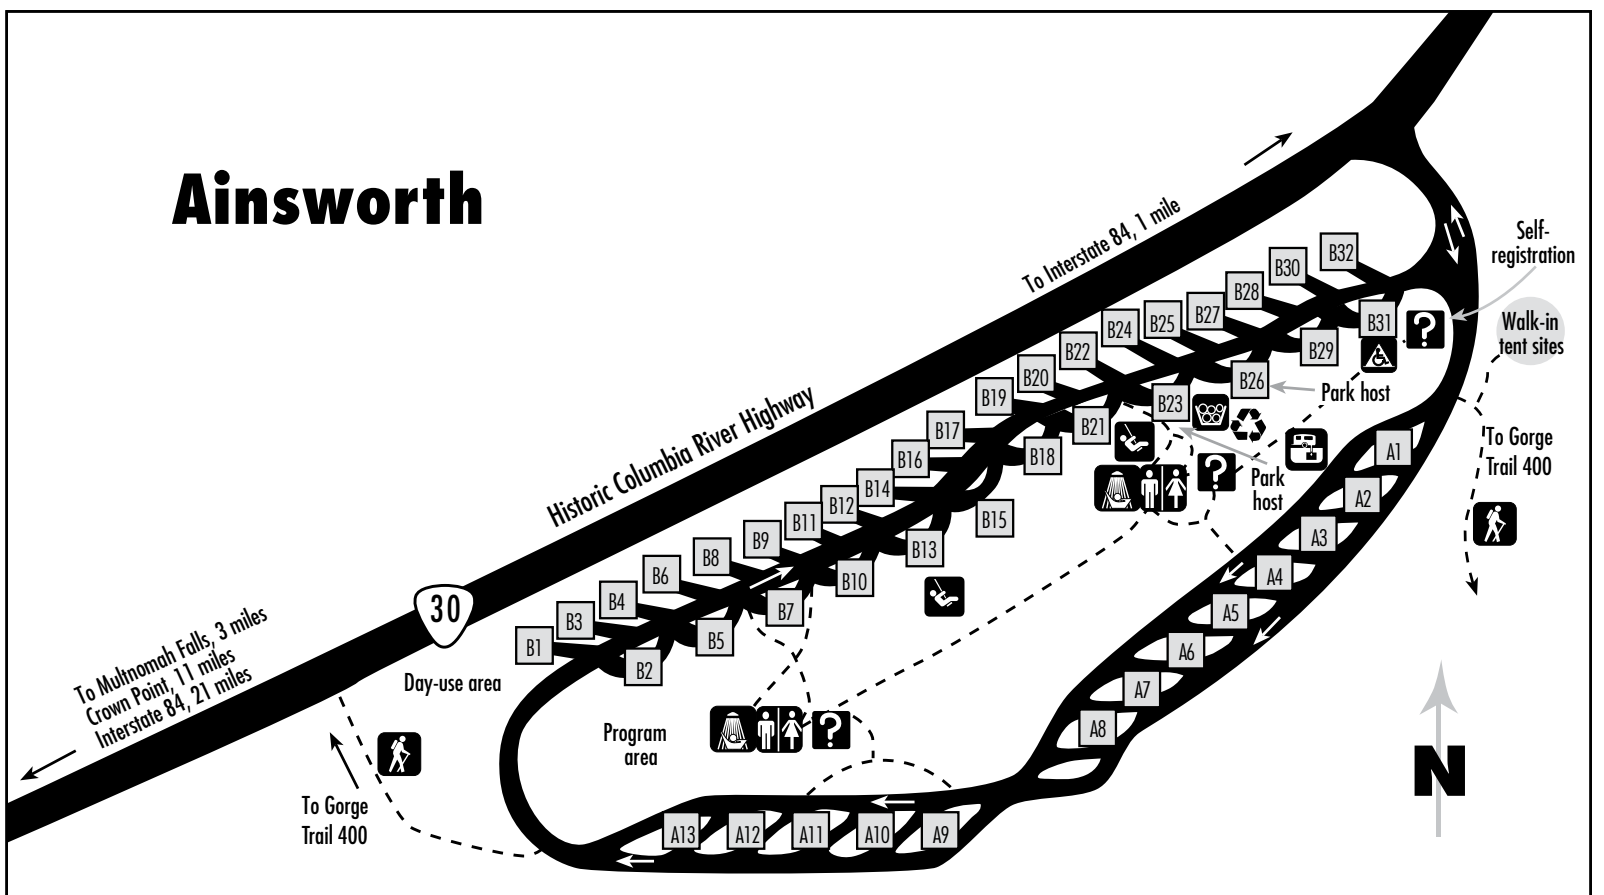 Ainsworth
To Interstate 84, 1 mile
Historic Columbia River Highway
30
To Multnomah Falls, 3 miles
Crown Point, 11 miles
Interstate 84, 21 miles
Self-
registration
Walk-in
tent sites
?
Park host
To Gorge
Trail 400
Park
host
?
B32
B30
B28
B27
B25
B24
B22
B20
B19
B17
B16
B14
B12
B11
B9
B8
B6
B4
B3
B1
B31
B29
B26
B23
B21
B18
B15
B13
B10
B7
B5
B2
A1
A2
A3
A4
A5
A6
A7
A8
Day-use area
Program
area
?
To Gorge
Trail 400
A13
A12
A11
A10
A9
N